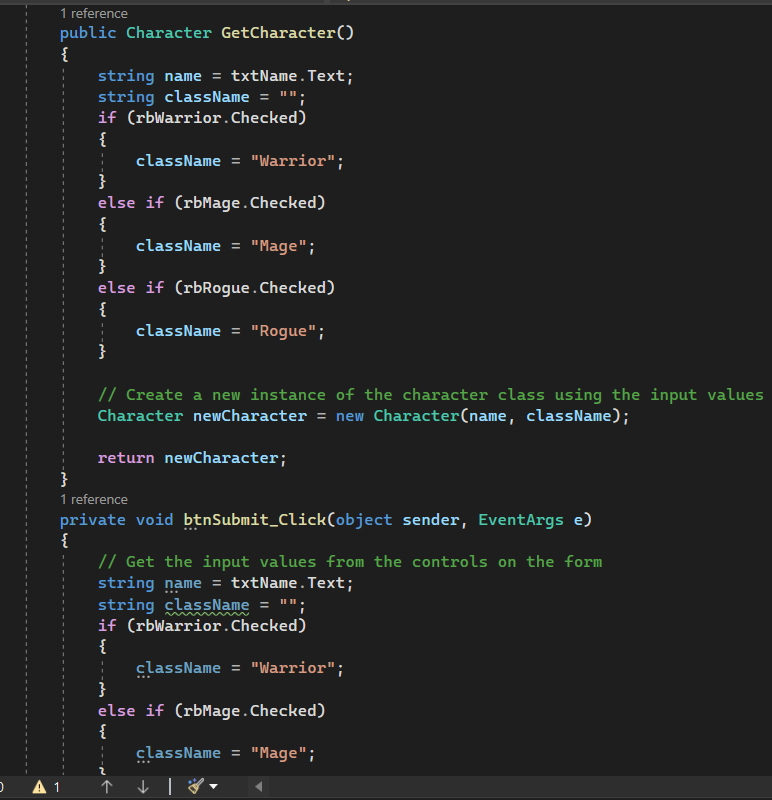 1 reference
public Character GetCharacter()
{
string name = txtName.Text;
string className = "";
if (rbWarrior.Checked)
{
className = "Warrior";
}
else if (rbMage.Checked)
{
className = "Mage";
}
else if (rbRogue.Checked)
{
className = "Rogue";
}
// Create a new instance of the character class using the input values
Character newCharacter = new Character(name, className);
return newCharacter;
}
1 reference
private void btnSubmit_Click(object sender, EventArgs e)
{
// Get the input values from the controls on the form
string name = txtName.Text;
string className = "";
if (rbWarrior.Checked)
{
className = "Warrior";
}
else if (rbMage.Checked)
{
className = "Mage";
}
0 1